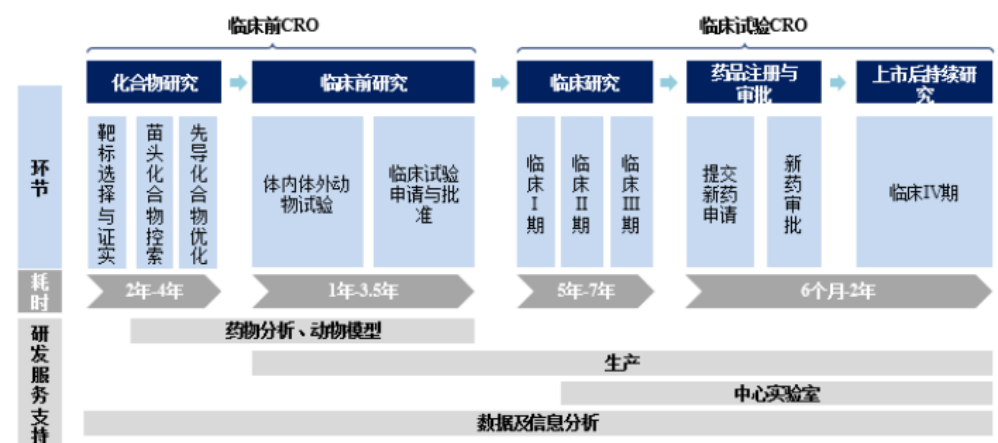 临床前CRO
临床试验CRO
化合物研究
临床前研究
临床研究
药品注册与
审批
上市后持续研
究
环节
靶标选择与证实
苗头化合物控索
先导化合物优化
体内体外动
物试验
临床试验
申请与批
准
临床I期
临床II期
临床III期
提交
新药
申请
新药审批
临床IV期
耗时
2年-4年
1年-3.5年
5年-7年
6个月-2年
研发服务支持
药物分析、动物模型
生产
中心实验室
数据及信息分析